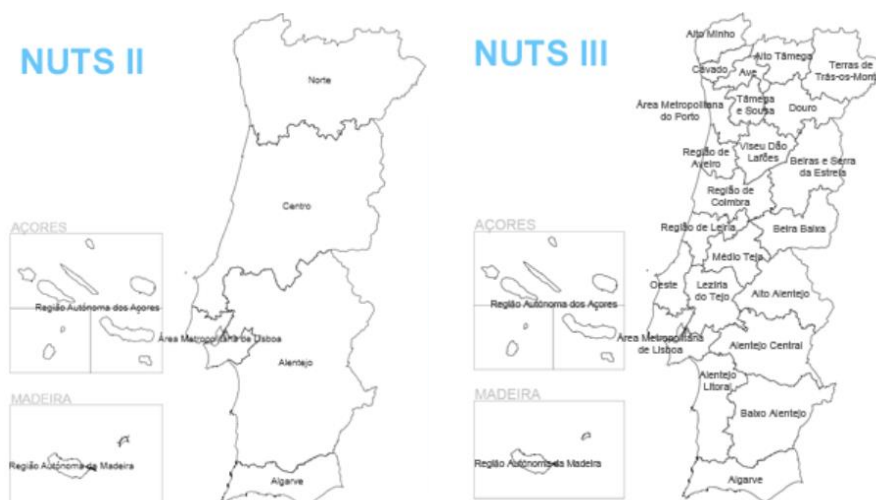 NUTS II
Norte
Centro
AÇORES
Região Autónoma dos Açores
Área Metropolitana de Lisboa
Alentejo
MADEIRA
Região Autónoma da Madeira
Algarve
NUTS III
Alto Minho
Cávado
Ave
Alto Tâmega
Terras de
Trás-os-Mont
Área Metropolitana
do Porto
Tâmega
e Sousa
Douro
Região de
Aveiro
Viseu Dão
Lafões
Beiras e Serra
da Estrela
Região de
Coimbra
AÇORES
Região de Leiria
Beira Baixa
Médio Tejo
Oeste
Lezíria
do Tejo
Alto Alentejo
Região Autónoma dos Açores
Área Metropolitana
de Lisboa
Alentejo Central
Alentejo
Litoral
MADEIRA
Baixo Alentejo
Região Autónoma da Madeira
Algarve